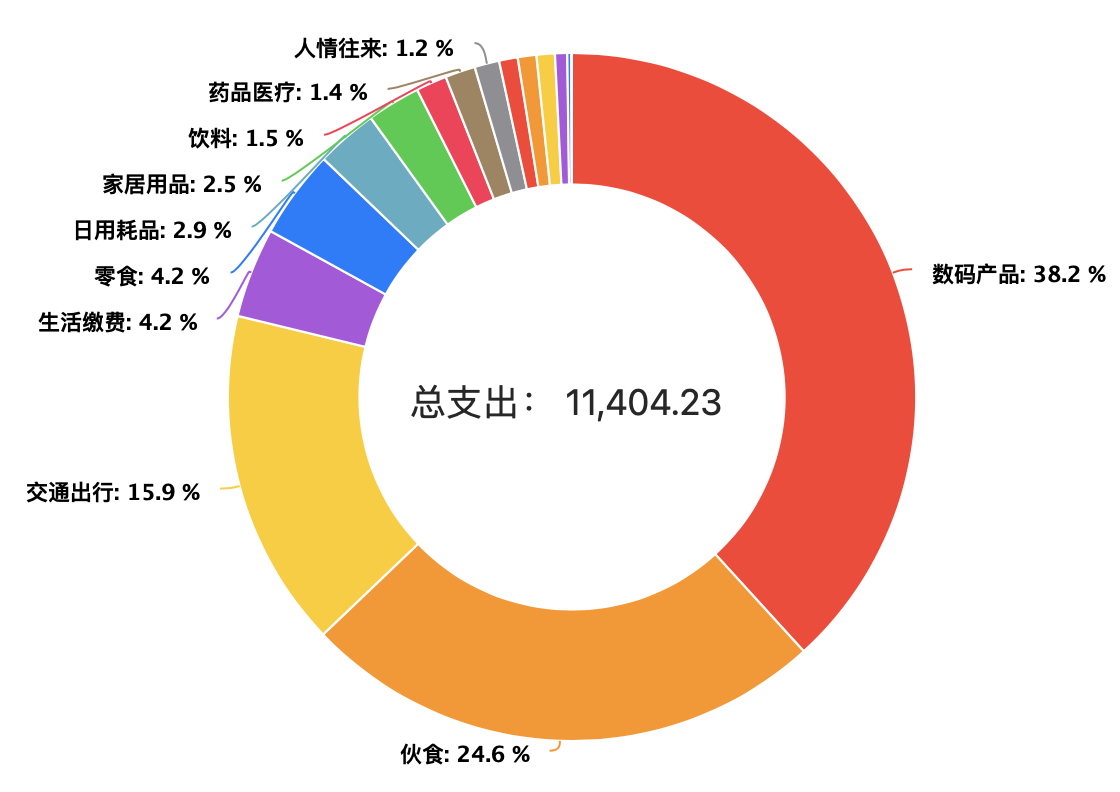 人情往来: 1.2 %
药品医疗: 1.4 %
饮料: 1.5 %
家居用品: 2.5 %
日用耗品: 2.9 %
零食: 4.2 %
数码产品: 38.2 %
生活缴费: 4.2 %
总支出： 11,404.23
交通出行: 15.9 %
伙食: 24.6 %